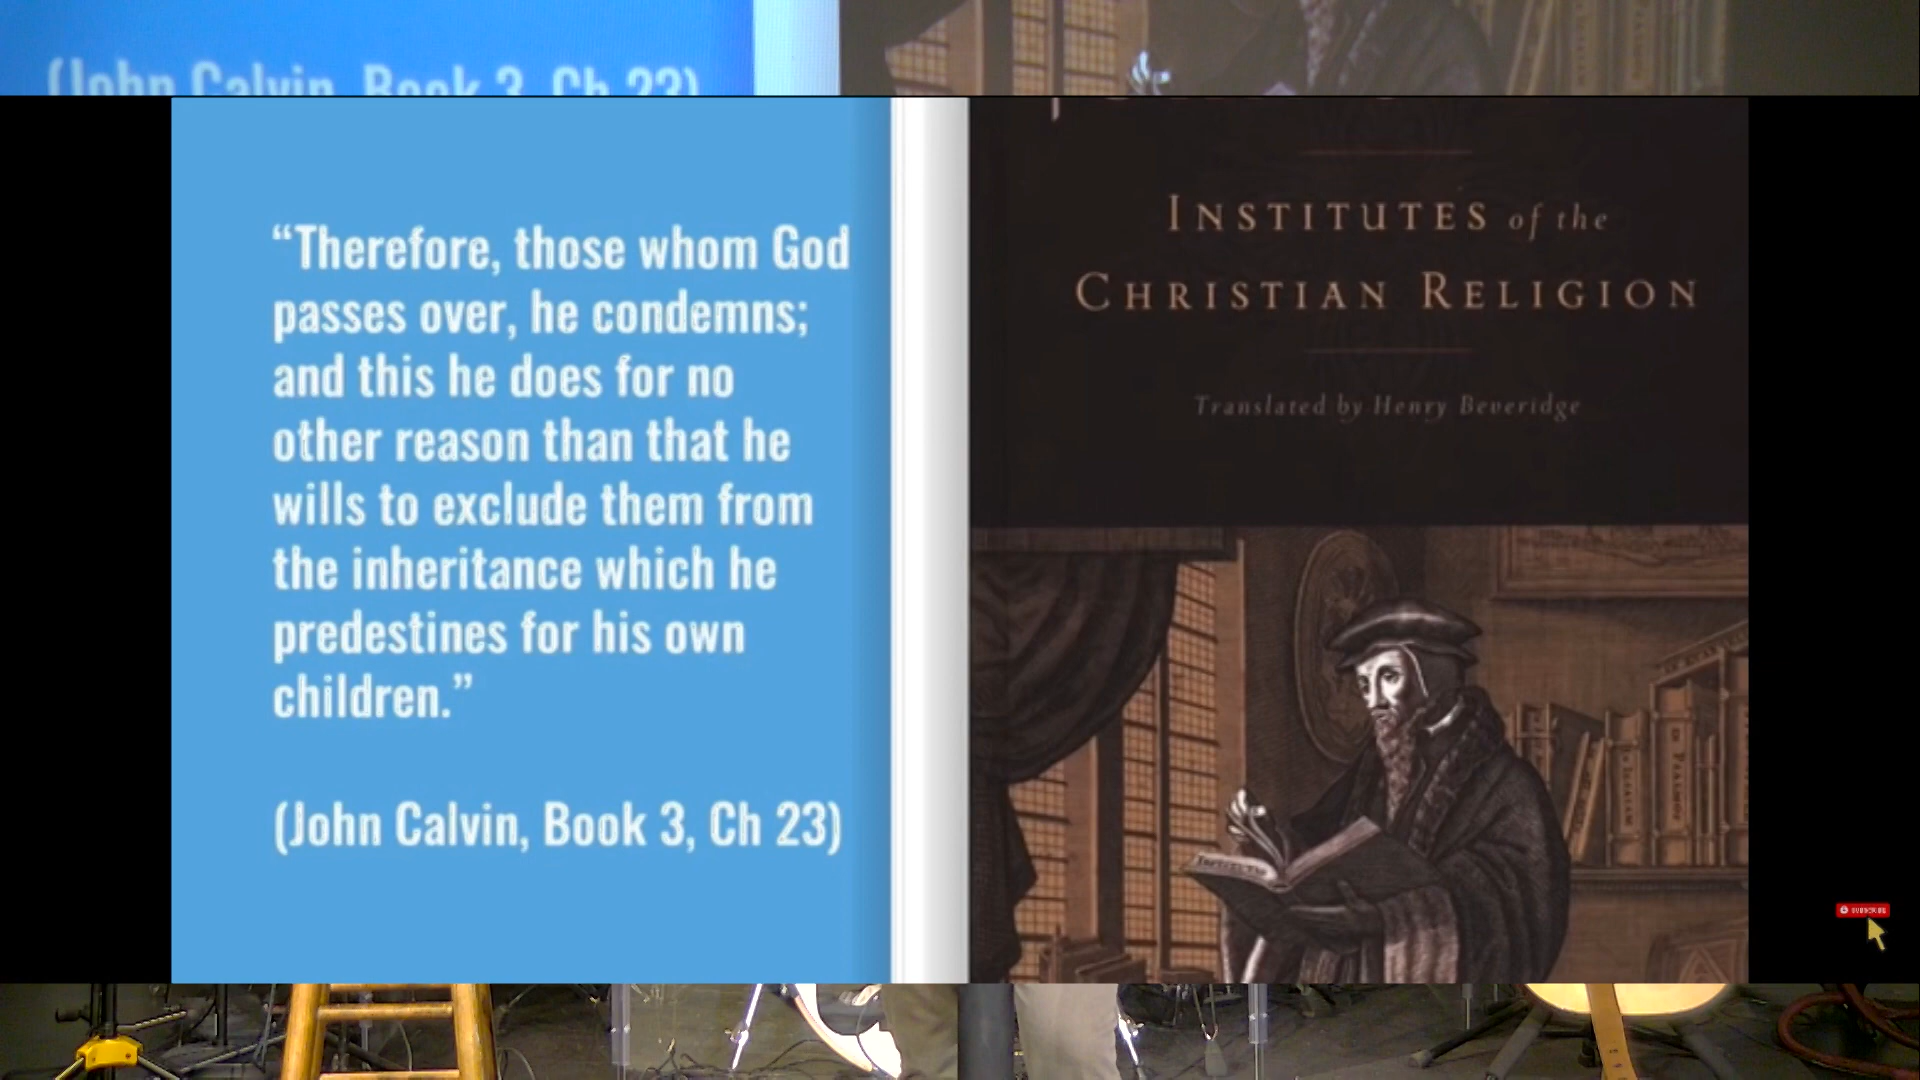 (John Calvin, Book 3, Ch 23)
“Therefore, those whom God
passes over, he condemns;
and this he does for no
other reason than that he
wills to exclude them from
the inheritance which he
predestines for his own
children.”
(John Calvin, Book 3, Ch 23)
INSTITUTES of the
CHRISTIAN RELIGION
Translated by Henry Beveridge
SUBSCRIBE